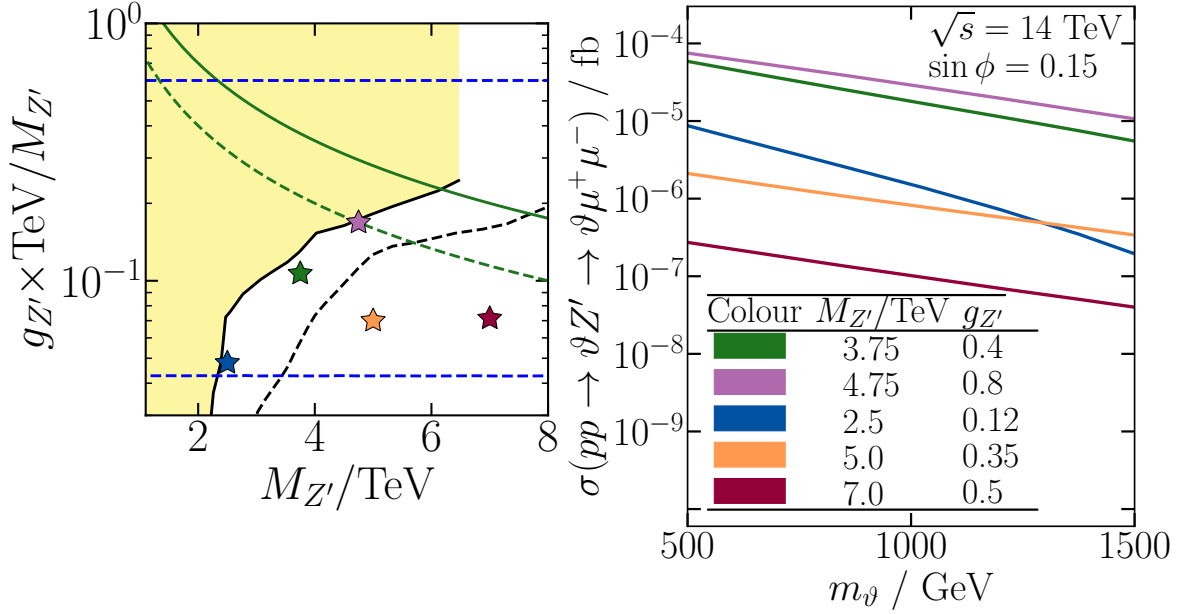 10⁰
10⁻¹
g_{Z'}×TeV/M_{Z'}
2 4 6 8
M_{Z'}/TeV
σ(pp → ϑZ' → ϑμ⁺μ⁻) / fb
10⁻⁴
10⁻⁵
10⁻⁶
10⁻⁷
10⁻⁸
10⁻⁹
√s = 14 TeV
sin ϕ = 0.15
Colour M_{Z'}/TeV g_{Z'}
3.75 0.4
4.75 0.8
2.5 0.12
5.0 0.35
7.0 0.5
500 1000 1500
m_ϑ / GeV